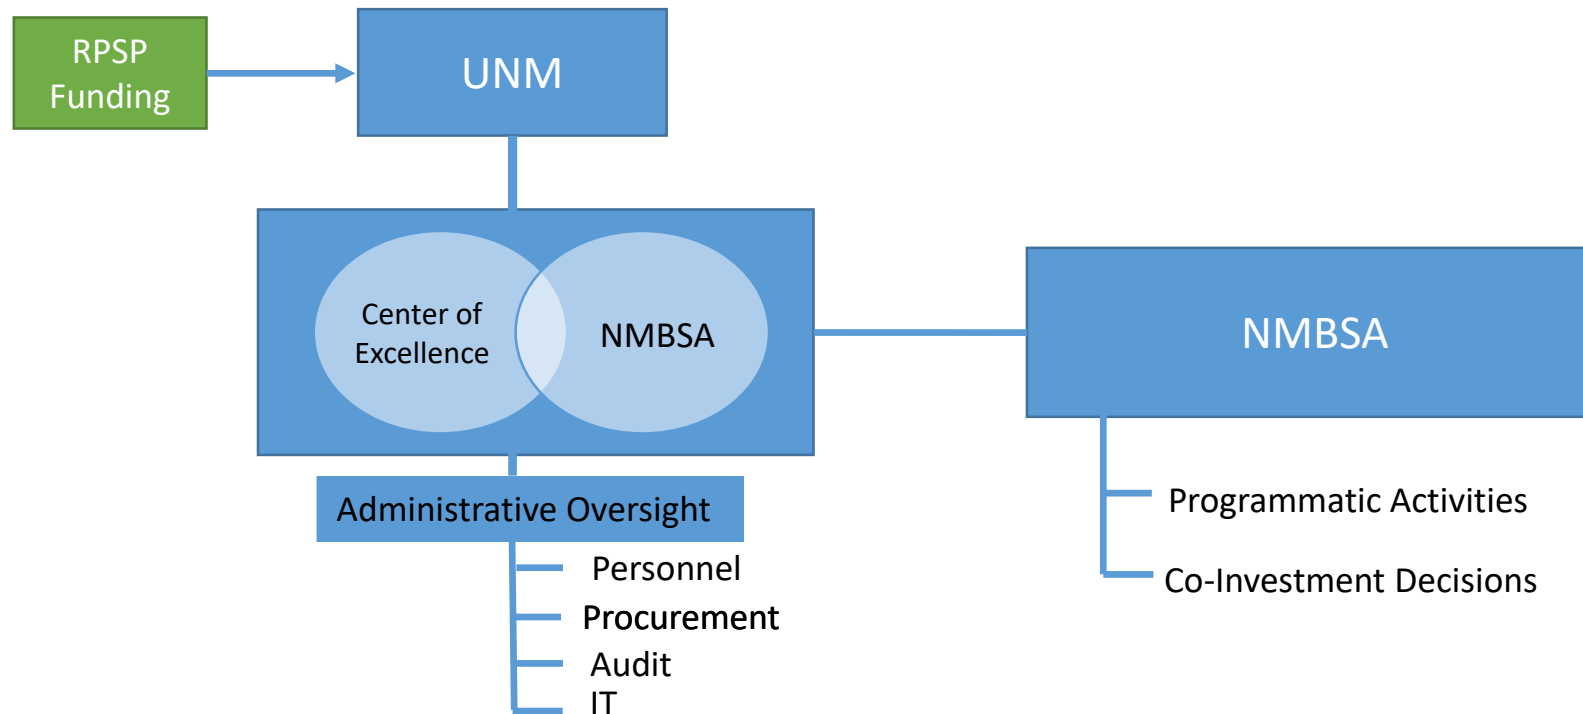 RPSP
Funding
UNM
Center of
Excellence
NMBSA
NMBSA
Administrative Oversight
Personnel
Procurement
Audit
IT
Programmatic Activities
Co-Investment Decisions